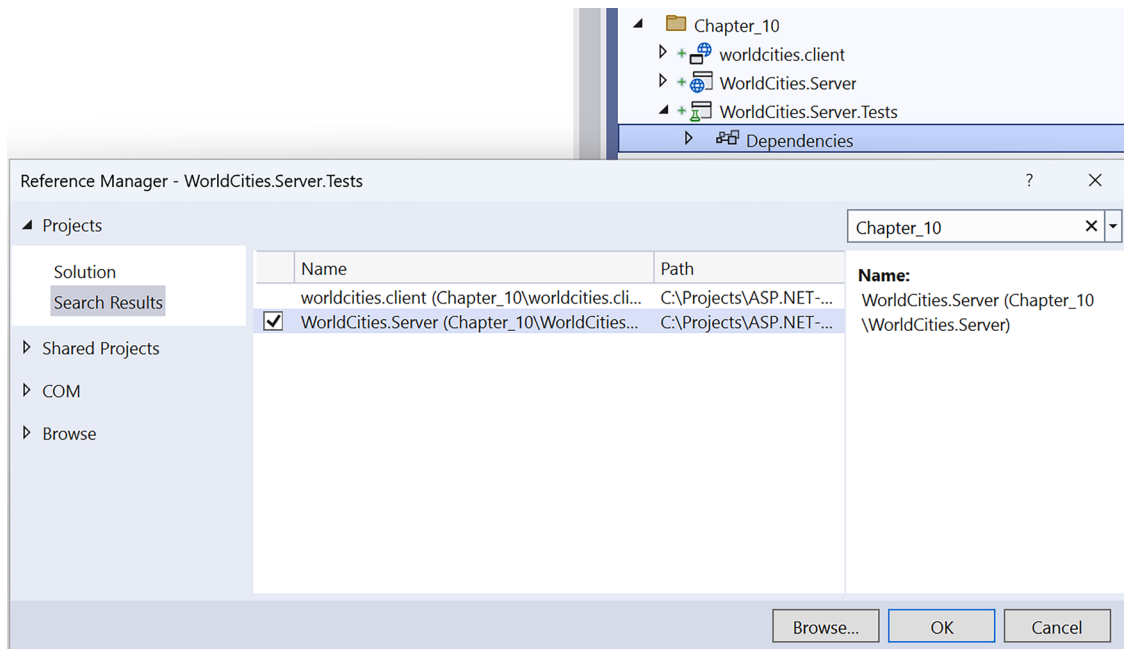 Chapter_10
worldcities.client
WorldCities.Server
WorldCities.Server.Tests
Dependencies
Reference Manager - WorldCities.Server.Tests
?
Projects
Chapter_10
Solution
Search Results
Shared Projects
COM
Browse
Name Path
worldcities.client (Chapter_10\worldcities.cli... C:\Projects\ASP.NET-...
WorldCities.Server (Chapter_10\WorldCities... C:\Projects\ASP.NET-...
Name:
WorldCities.Server (Chapter_10
\WorldCities.Server)
Browse... OK Cancel